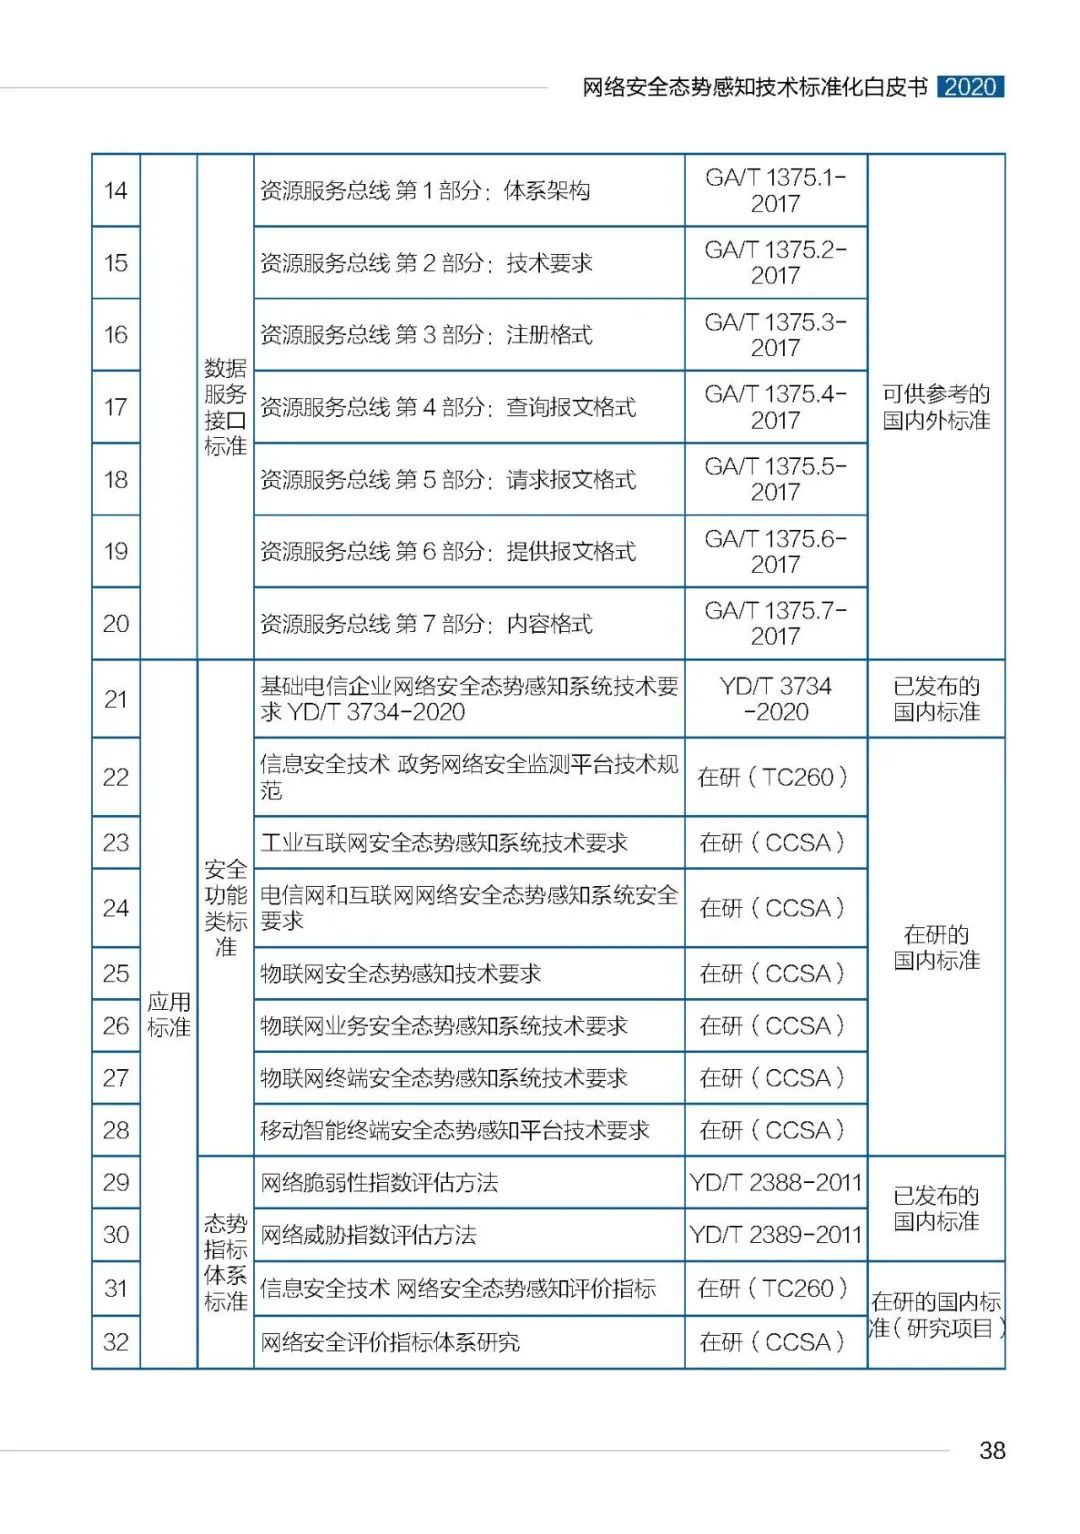 网络安全态势感知技术标准化白皮书 2020
14
资源服务总线 第 1 部分：体系架构
GA/T 1375.1-
2017
15
资源服务总线 第 2 部分：技术要求
GA/T 1375.2-
2017
16
资源服务总线 第 3 部分：注册格式
GA/T 1375.3-
2017
数据
服务
接口
标准
17
资源服务总线 第 4 部分：查询报文格式
GA/T 1375.4-
2017
可供参考的
国内外标准
18
资源服务总线 第 5 部分：请求报文格式
GA/T 1375.5-
2017
19
资源服务总线 第 6 部分：提供报文格式
GA/T 1375.6-
2017
20
资源服务总线 第 7 部分：内容格式
GA/T 1375.7-
2017
21
基础电信企业网络安全态势感知系统技术要
求 YD/T 3734-2020
YD/T 3734
-2020
已发布的
国内标准
22
信息安全技术 政务网络安全监测平台技术规
范
在研（TC260）
23
工业互联网安全态势感知系统技术要求
在研（CCSA）
安全
功能
类标
准
24
电信网和互联网网络安全态势感知系统安全
要求
在研（CCSA）
在研的
国内标准
25
物联网安全态势感知技术要求
在研（CCSA）
应用
标准
26
物联网业务安全态势感知系统技术要求
在研（CCSA）
27
物联网终端安全态势感知系统技术要求
在研（CCSA）
28
移动智能终端安全态势感知平台技术要求
在研（CCSA）
29
网络脆弱性指数评估方法
YD/T 2388-2011
已发布的
国内标准
30
态势
指标
体系
标准
网络威胁指数评估方法
YD/T 2389-2011
31
信息安全技术 网络安全态势感知评价指标
在研（TC260）
在研的国内标
准（研究项目）
32
网络安全评价指标体系研究
在研（CCSA）
38